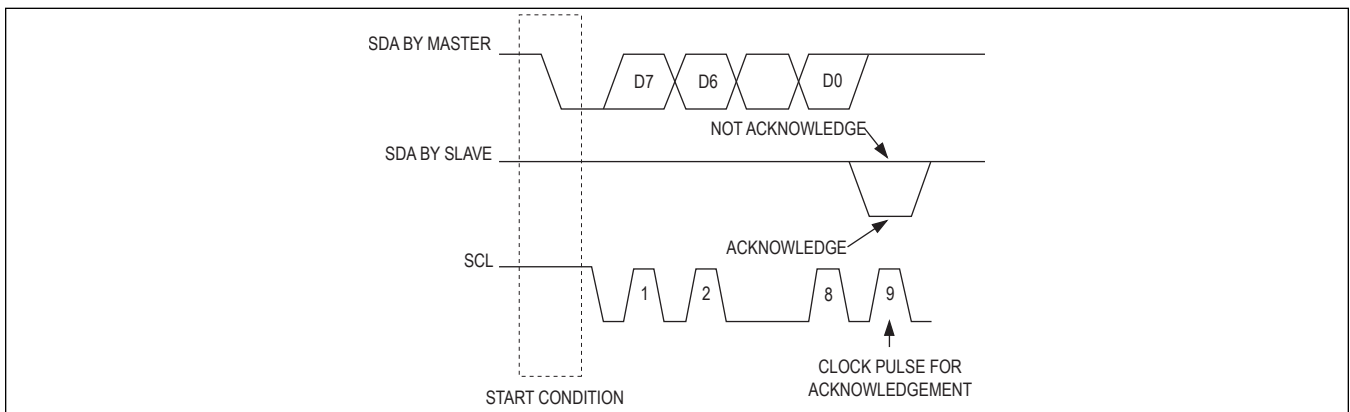 SDA BY MASTER
D7
D6
D0
NOT ACKNOWLEDGE
SDA BY SLAVE
ACKNOWLEDGE
SCL
1
2
8
9
CLOCK PULSE FOR
ACKNOWLEDGEMENT
START CONDITION